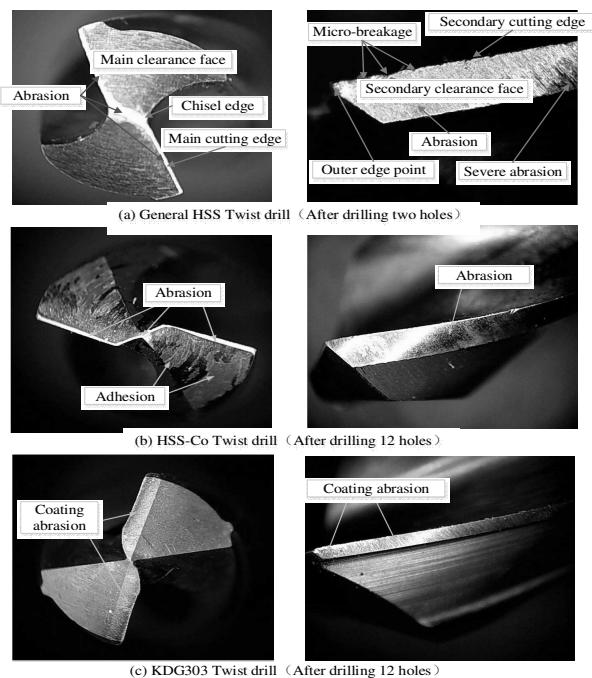 Main clearance face
Abrasion
Chisel edge
Main cutting edge
Secondary cutting edge
Micro-breakage
Secondary clearance face
Abrasion
Outer edge point
Severe abrasion
(a) General HSS Twist drill（After drilling two holes）
Abrasion
Adhesion
Abrasion
(b) HSS-Co Twist drill（After drilling 12 holes）
Coating
abrasion
Coating abrasion
(c) KDG303 Twist drill（After drilling 12 holes）